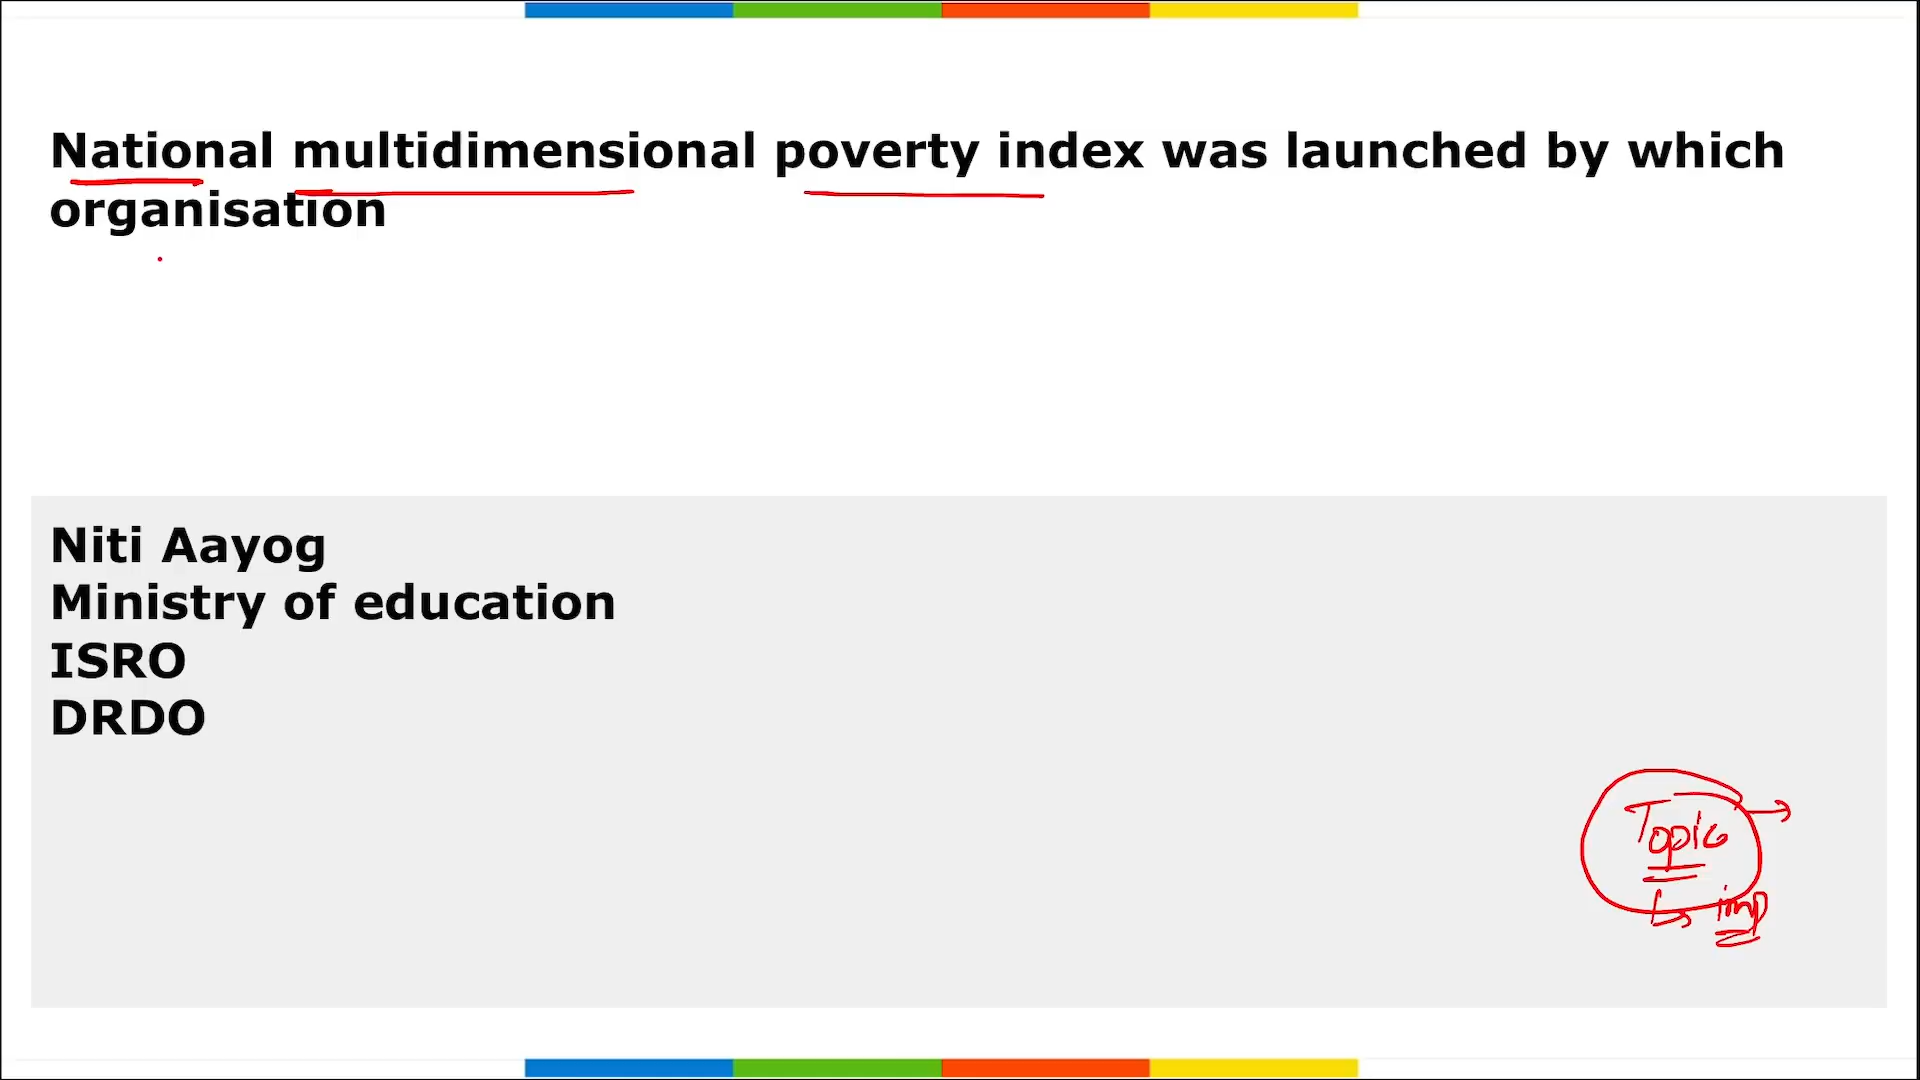 National multidimensional poverty index was launched by which
organisation
Niti Aayog
Ministry of education
ISRO
DRDO
Topic
imp